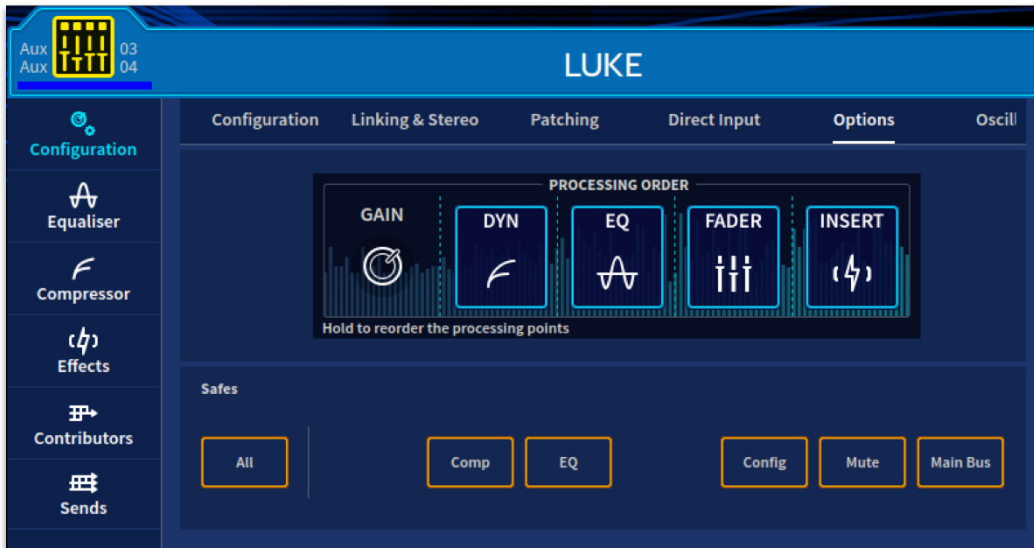 Aux 03
Aux 04
LUKE
Configuration
Equaliser
Compressor
Effects
Contributors
Sends
Configuration Linking & Stereo Patching Direct Input Options Oscill
PROCESSING ORDER
GAIN DYN EQ FADER INSERT
Hold to reorder the processing points
Safes
All Comp EQ Config Mute Main Bus